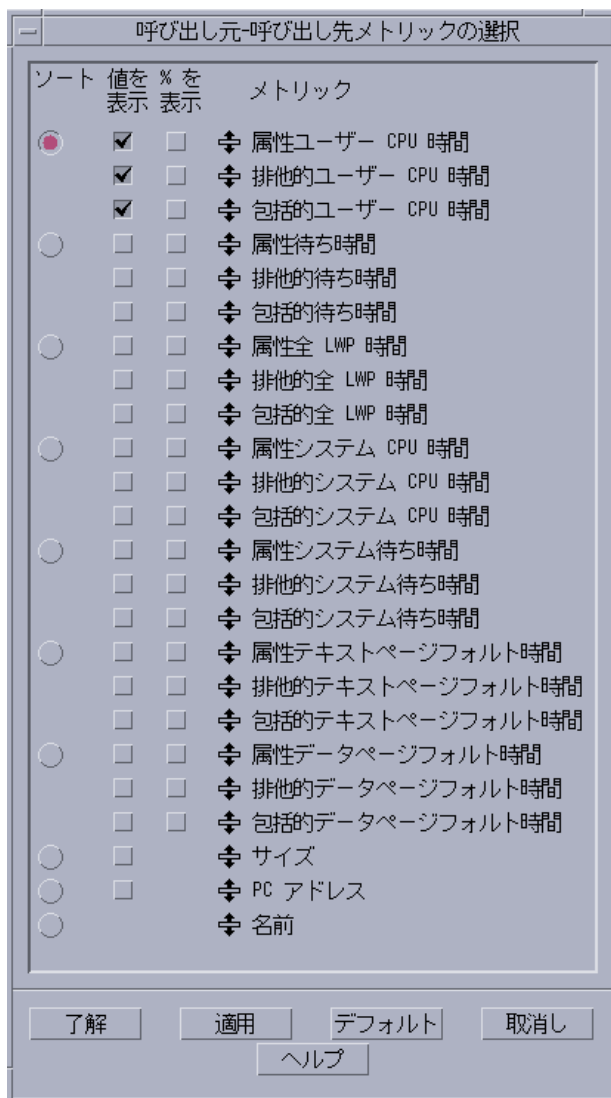 呼び出し元-呼び出し先メトリックの選択
ソート 値を表示 % を表示 メトリック
属性ユーザー CPU 時間
排他的ユーザー CPU 時間
包括的ユーザー CPU 時間
属性待ち時間
排他的待ち時間
包括的待ち時間
属性全 LWP 時間
排他的全 LWP 時間
包括的全 LWP 時間
属性システム CPU 時間
排他的システム CPU 時間
包括的システム CPU 時間
属性システム待ち時間
排他的システム待ち時間
包括的システム待ち時間
属性テキストページフォルト時間
排他的テキストページフォルト時間
包括的テキストページフォルト時間
属性データページフォルト時間
排他的データページフォルト時間
包括的データページフォルト時間
サイズ
PC アドレス
名前
了解 適用 デフォルト 取消し
ヘルプ